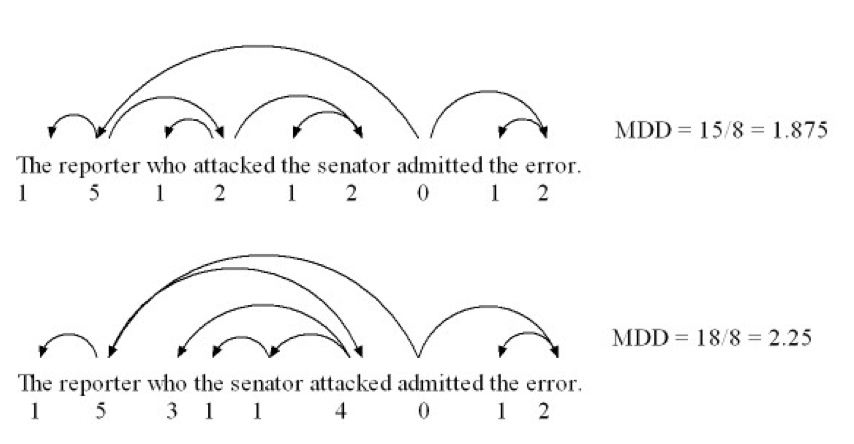 MDD = 15/8 = 1.875
The reporter who attacked the senator admitted the error.
1 5 1 2 1 2 0 1 2
MDD = 18/8 = 2.25
The reporter who the senator attacked admitted the error.
1 5 3 1 1 4 0 1 2